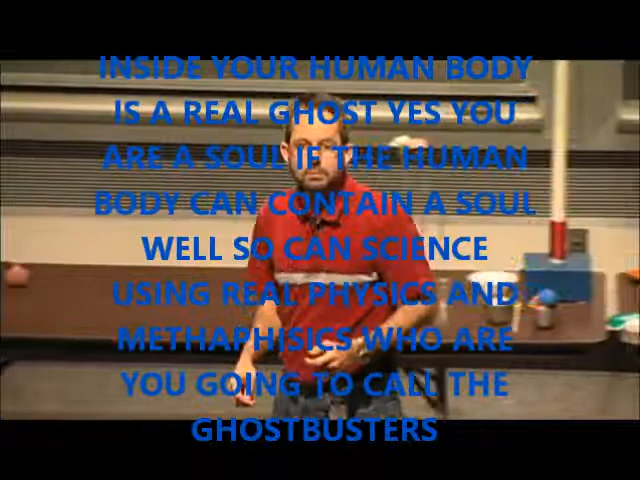 INSIDE YOUR HUMAN BODY
IS A REAL GHOST YES YOU
ARE A SOUL IF THE HUMAN
BODY CAN CONTAIN A SOUL
WELL SO CAN SCIENCE
USING REAL PHYSICS AND
METHAPHISICS WHO ARE
YOU GOING TO CALL THE
GHOSTBUSTERS